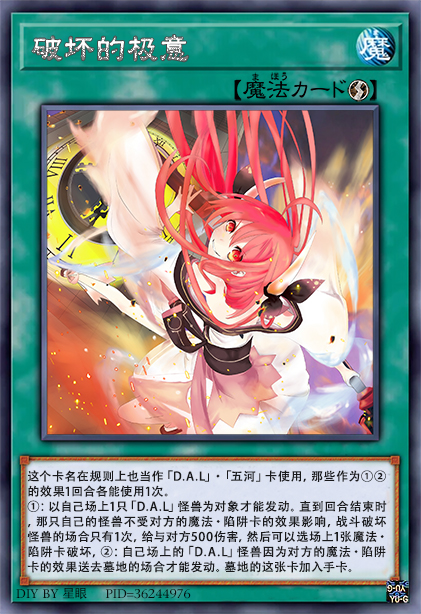 破坏的极意
魔
まほう
【魔法カード】
这个卡名在规则上也当作「D.A.L」·「五河」卡使用，那些作为①②
的效果1回合各能使用1次。
①：以自己场上1只「D.A.L」怪兽为对象才能发动。直到回合结束时
，那只自己的怪兽不受对方的魔法·陷阱卡的效果影响，战斗破坏
怪兽的场合只有1次，给与对方500伤害，然后可以选场上1张魔法·
陷阱卡破坏，②：自己场上的「D.A.L」怪兽因为对方的魔法·陷阱
卡的效果送去墓地的场合才能发动。墓地的这张卡加入手卡。
DIY BY 星眼 PID=36244976